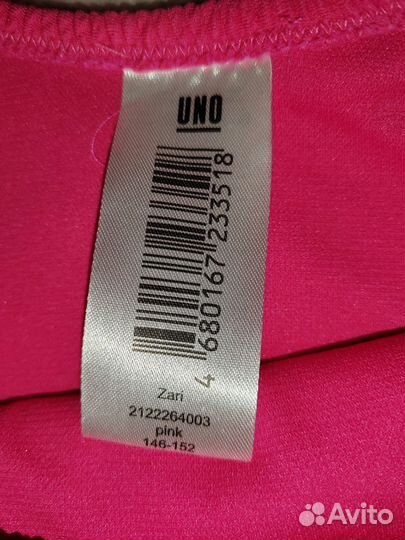 UNO
4 680167 233518
Zari
2122264003
pink
146-152
Avito